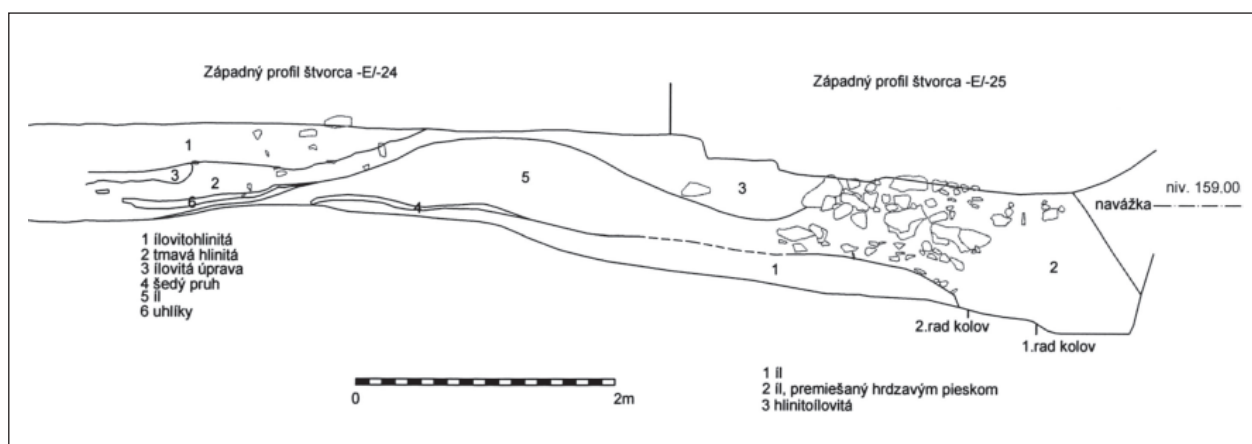 Západný profil štvorca -E/-24
Západný profil štvorca -E/-25
1
3
2
6
5
4
3
1
2
niv. 159.00
navážka
2.rad kolov
1.rad kolov
1 ílovitohlinitá
2 tmavá hlinitá
3 ílovitá úprava
4 šedý pruh
5 íl
6 uhlíky
0
2m
1 íl
2 íl, premiešaný hrdzavým pieskom
3 hlinitoílovitá